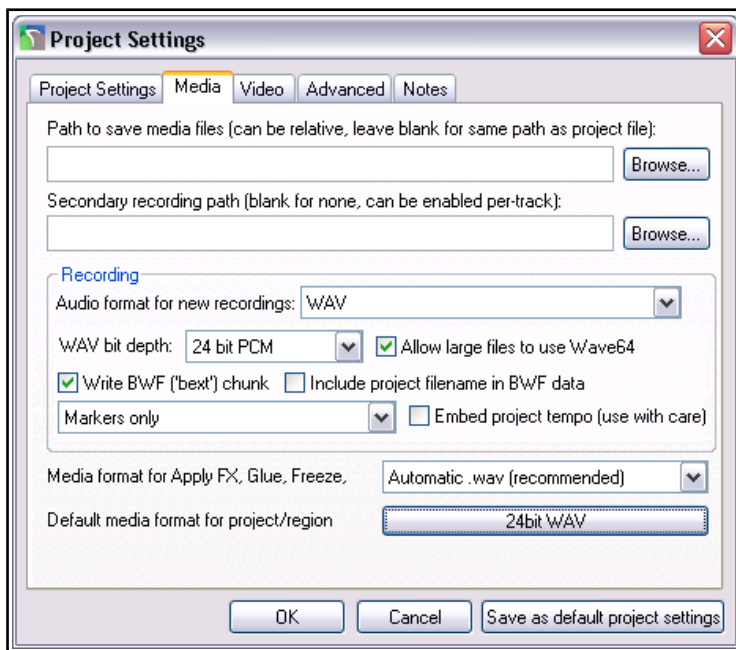 Project Settings
Project Settings Media Video Advanced Notes
Path to save media files (can be relative, leave blank for same path as project file):
Browse...
Secondary recording path (blank for none, can be enabled per-track):
Browse...
Recording
Audio format for new recordings: WAV
WAV bit depth: 24 bit PCM Allow large files to use Wave64
Write BWF ('bext') chunk Include project filename in BWF data
Markers only Embed project tempo (use with care)
Media format for Apply FX, Glue, Freeze, Automatic .wav (recommended)
Default media format for project/region 24bit WAV
OK Cancel Save as default project settings